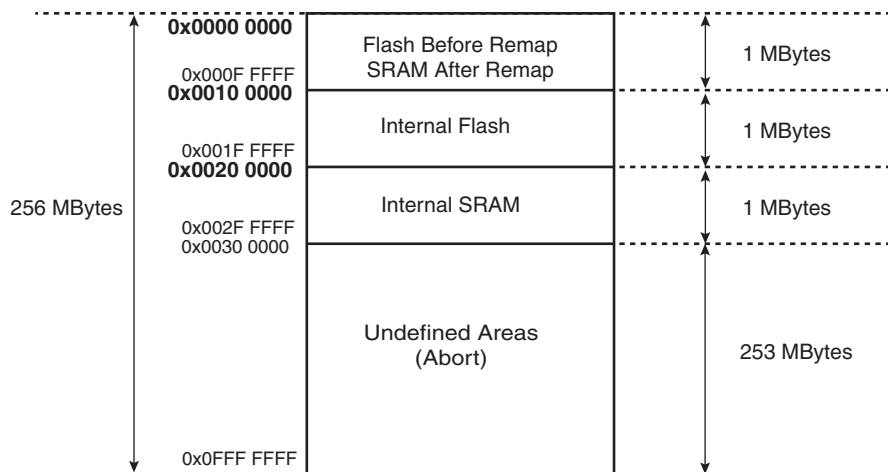 0x0000 0000
Flash Before Remap
SRAM After Remap
1 MBytes
0x000F FFFF
0x0010 0000
Internal Flash
1 MBytes
0x001F FFFF
0x0020 0000
256 MBytes
Internal SRAM
1 MBytes
0x002F FFFF
0x0030 0000
Undefined Areas
(Abort)
253 MBytes
0x0FFF FFFF